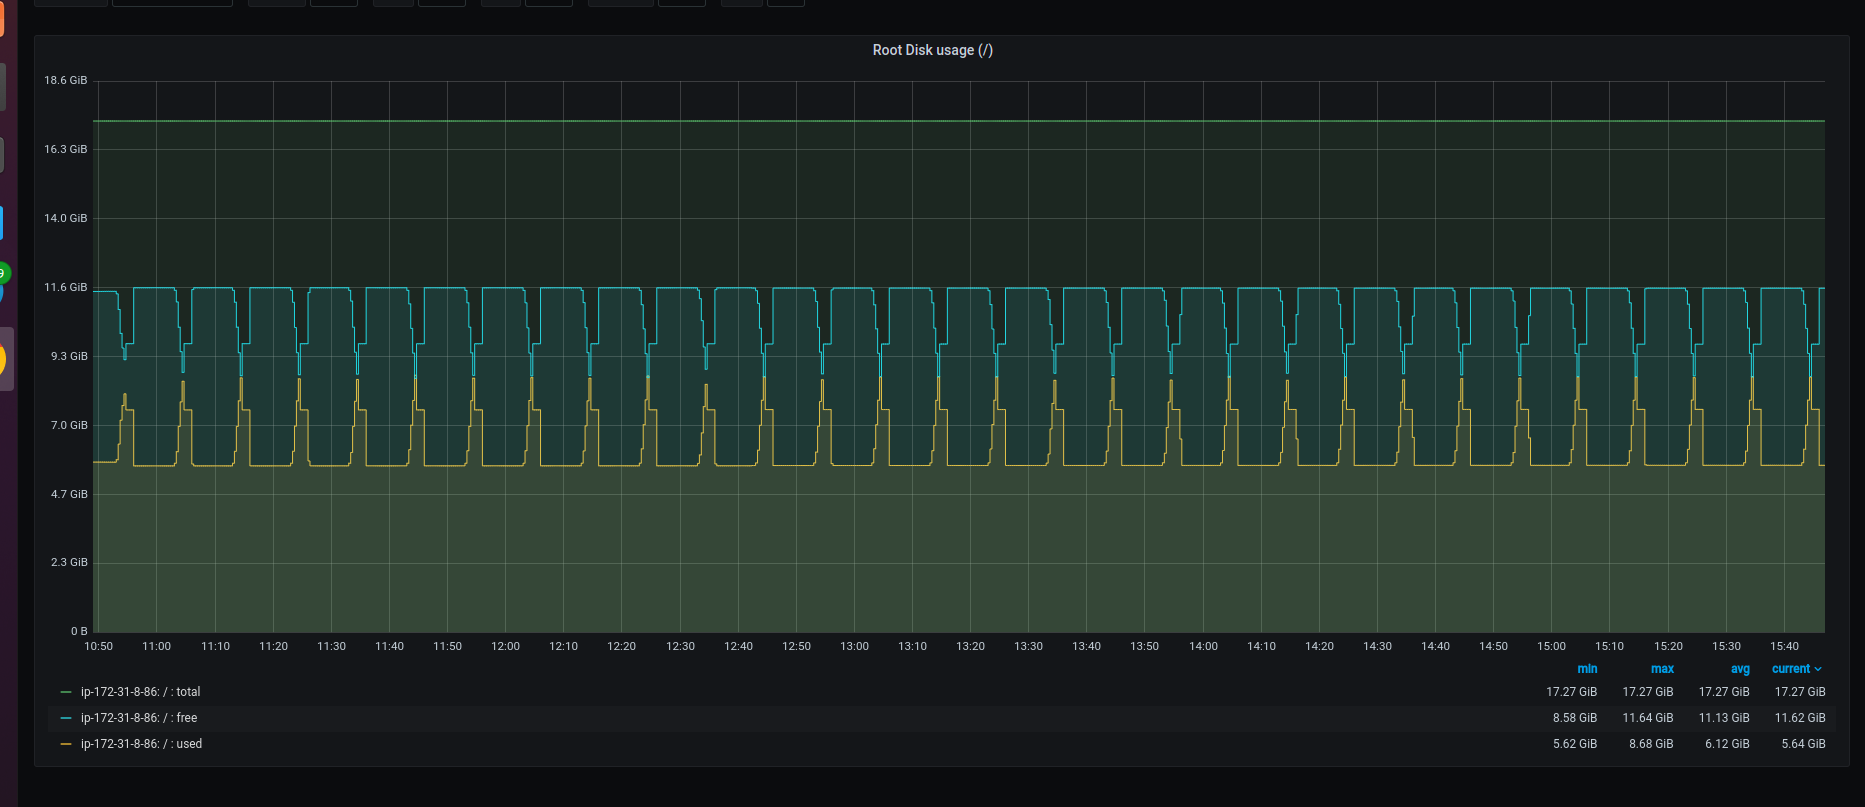 Root Disk usage (/)
18.6 GiB
16.3 GiB
14.0 GiB
11.6 GiB
9.3 GiB
7.0 GiB
4.7 GiB
2.3 GiB
0 B
10:50 11:00 11:10 11:20 11:30 11:40 11:50 12:00 12:10 12:20 12:30 12:40 12:50 13:00 13:10 13:20 13:30 13:40 13:50 14:00 14:10 14:20 14:30 14:40 14:50 15:00 15:10 15:20 15:30 15:40
min max avg current
ip-172-31-8-86: / : total 17.27 GiB 17.27 GiB 17.27 GiB 17.27 GiB
ip-172-31-8-86: / : free 8.58 GiB 11.64 GiB 11.13 GiB 11.62 GiB
ip-172-31-8-86: / : used 5.62 GiB 8.68 GiB 6.12 GiB 5.64 GiB